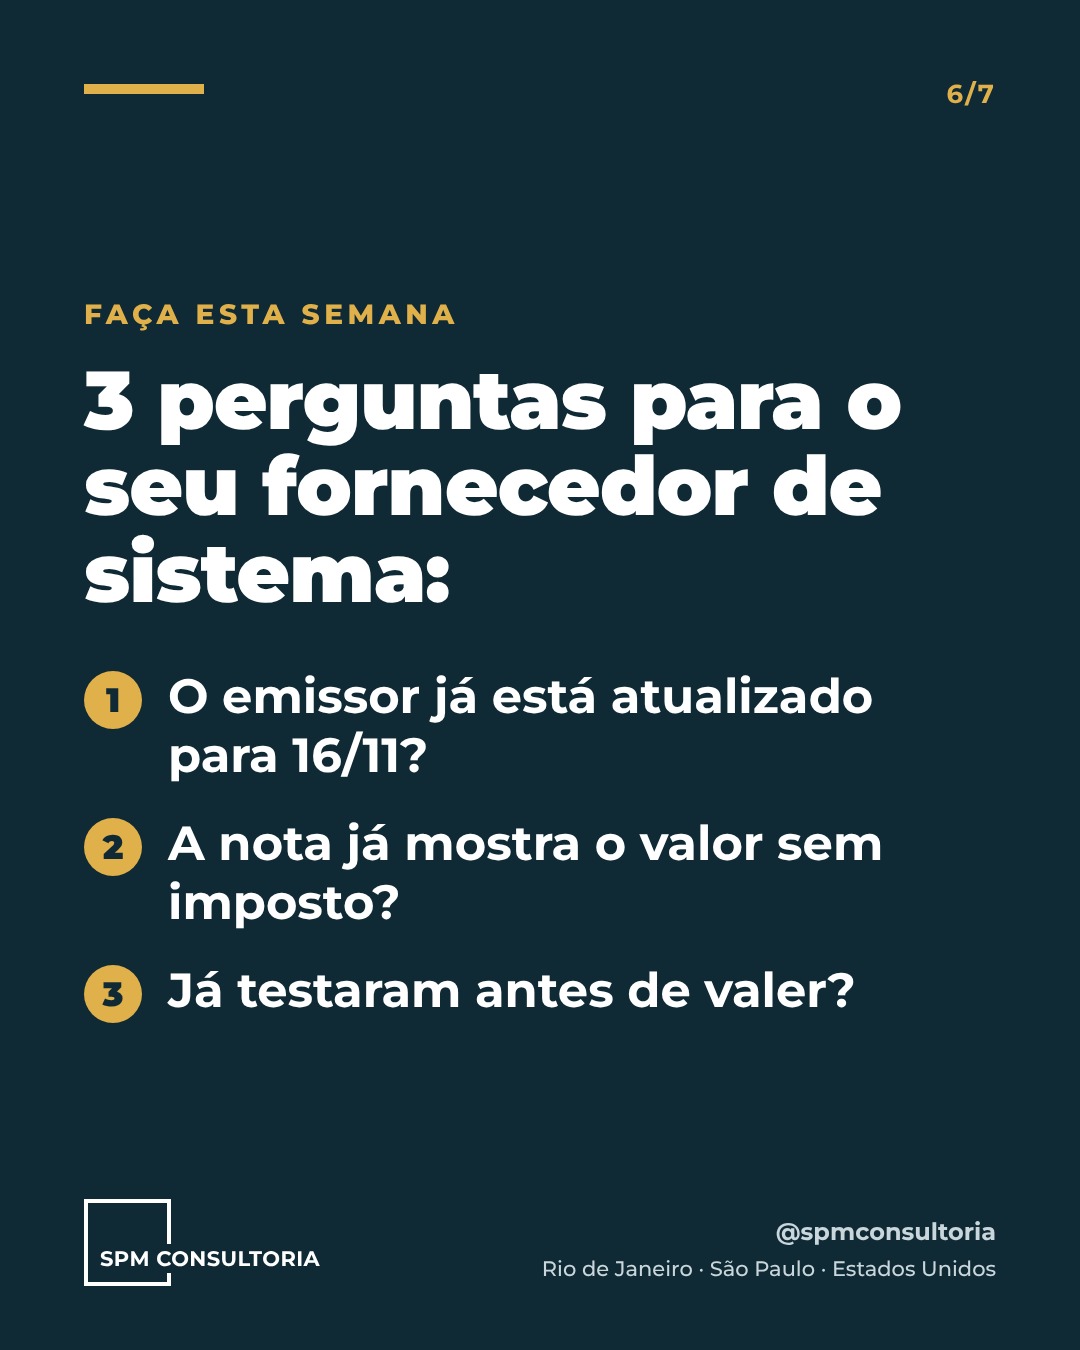 6/7
FAÇA ESTA SEMANA
3 perguntas para o
seu fornecedor de
sistema:
1 O emissor já está atualizado
para 16/11?
2 A nota já mostra o valor sem
imposto?
3 Já testaram antes de valer?
SPM CONSULTORIA
@spmconsultoria
Rio de Janeiro · São Paulo · Estados Unidos